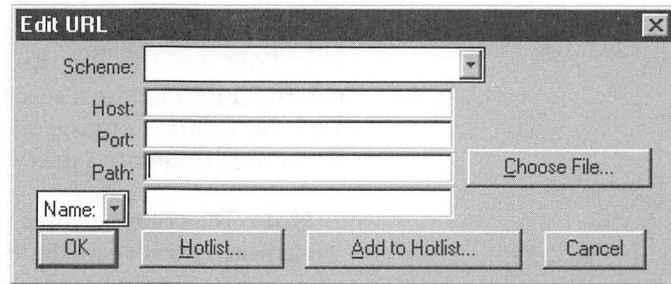 Edit URL
Scheme:
Host:
Port:
Path:
Choose File...
Name:
OK Hotlist... Add to Hotlist... Cancel